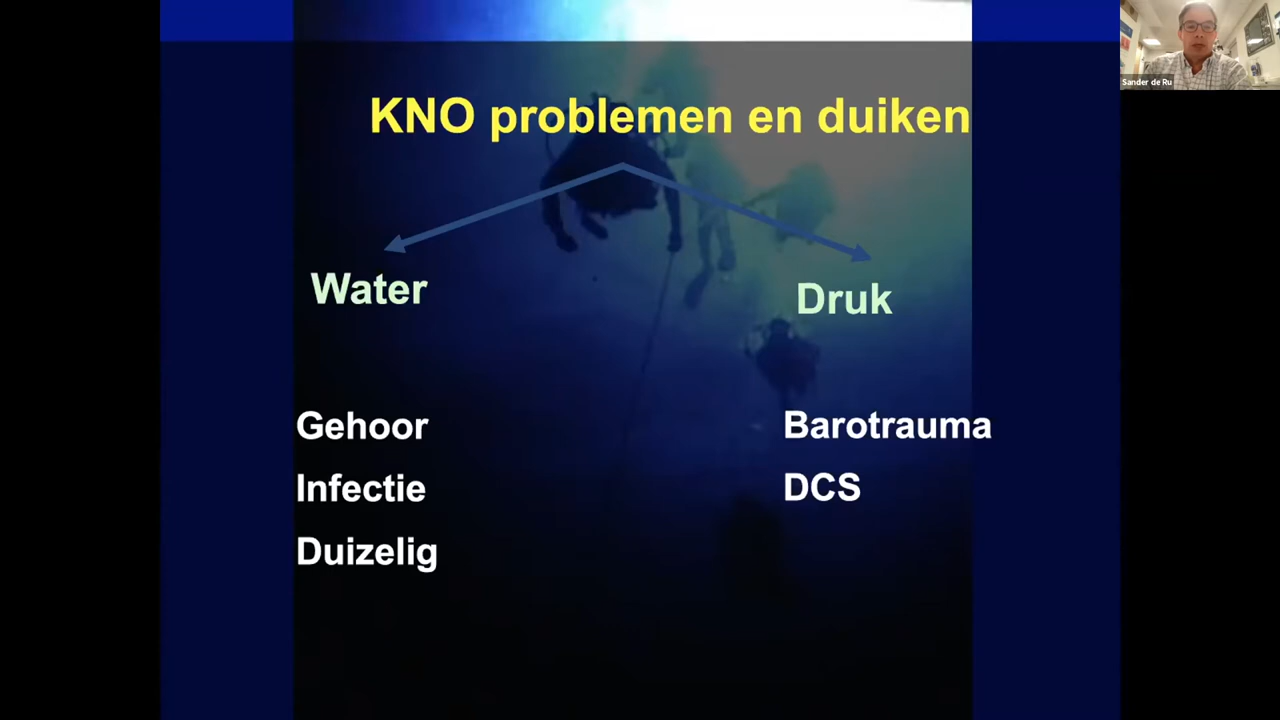 KNO problemen en duiken
Water
Druk
Gehoor
Infectie
Duizelig
Barotrauma
DCS
Sander de Ru